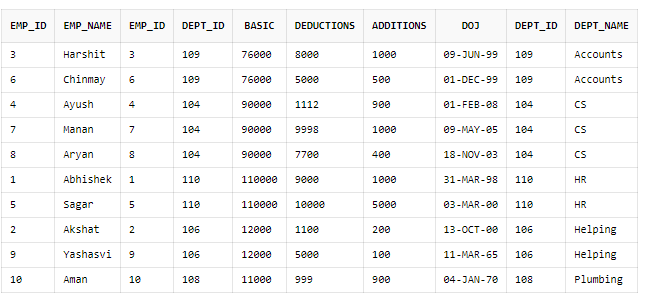 EMP_ID EMP_NAME EMP_ID DEPT_ID BASIC DEDUCTIONS ADDITIONS DOJ DEPT_ID DEPT_NAME
3 Harshit 3 109 76000 8000 1000 09-JUN-99 109 Accounts
6 Chinmay 6 109 76000 5000 500 01-DEC-99 109 Accounts
4 Ayush 4 104 90000 1112 900 01-FEB-08 104 CS
7 Manan 7 104 90000 9998 1000 09-MAY-05 104 CS
8 Aryan 8 104 90000 7700 400 18-NOV-03 104 CS
1 Abhishek 1 110 110000 9000 1000 31-MAR-98 110 HR
5 Sagar 5 110 110000 10000 5000 03-MAR-00 110 HR
2 Akshat 2 106 12000 1100 200 13-OCT-00 106 Helping
9 Yashasvi 9 106 12000 5000 100 11-MAR-65 106 Helping
10 Aman 10 108 11000 999 900 04-JAN-70 108 Plumbing